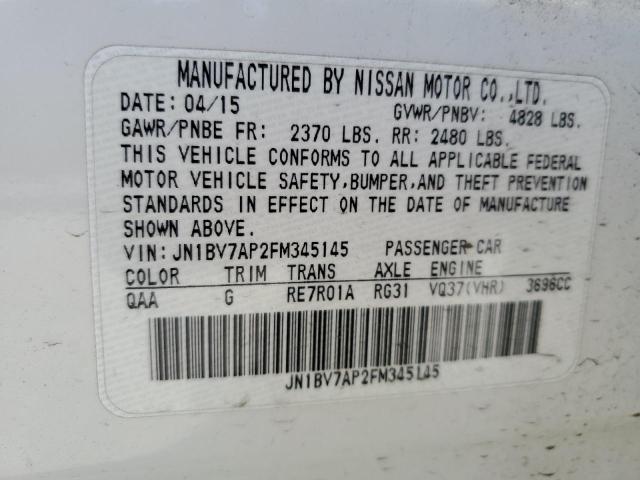 MANUFACTURED BY NISSAN MOTOR CO.,LTD.
DATE: 04/15 GVWR/PNBV: 4828 LBS.
GAWR/PNBE FR: 2370 LBS. RR: 2480 LBS.
THIS VEHICLE CONFORMS TO ALL APPLICABLE FEDERAL
MOTOR VEHICLE SAFETY,BUMPER,AND THEFT PREVENTION
STANDARDS IN EFFECT ON THE DATE OF MANUFACTURE
SHOWN ABOVE.
VIN: JN1BV7AP2FM345145 PASSENGER CAR
COLOR TRIM TRANS AXLE ENGINE
QAA G RE7R01A RG31 VQ37(VHR) 3696CC
JN1BV7AP2FM345145